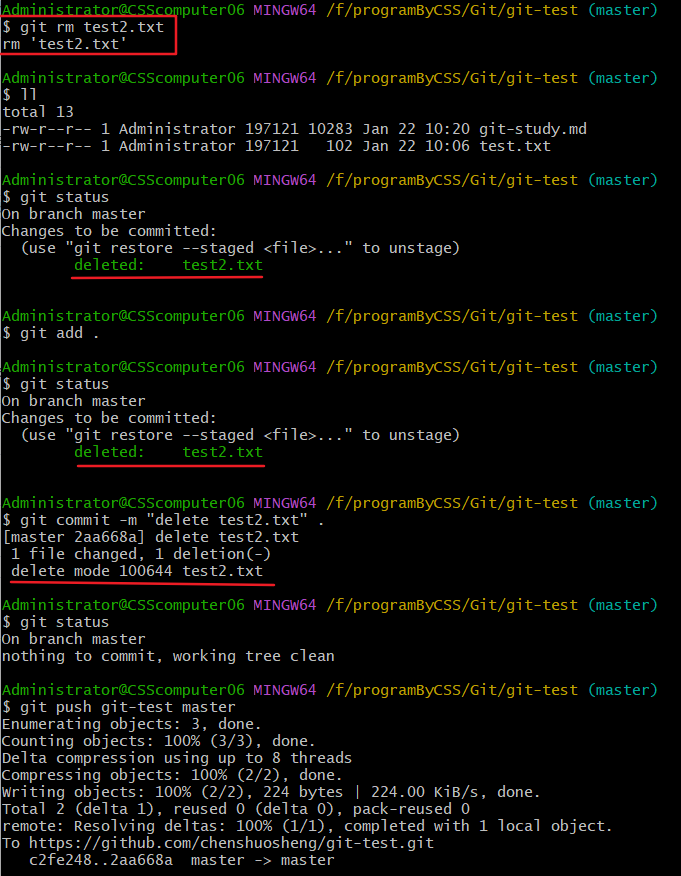 Administrator@CSScomputer06 MINGW64 /f/programByCSS/Git/git-test (master)
$ git rm test2.txt
rm 'test2.txt'
Administrator@CSScomputer06 MINGW64 /f/programByCSS/Git/git-test (master)
$ ll
total 13
-rw-r--r-- 1 Administrator 197121 10283 Jan 22 10:20 git-study.md
-rw-r--r-- 1 Administrator 197121   102 Jan 22 10:06 test.txt
Administrator@CSScomputer06 MINGW64 /f/programByCSS/Git/git-test (master)
$ git status
On branch master
Changes to be committed:
  (use "git restore --staged <file>..." to unstage)
        deleted:    test2.txt
Administrator@CSScomputer06 MINGW64 /f/programByCSS/Git/git-test (master)
$ git add .
Administrator@CSScomputer06 MINGW64 /f/programByCSS/Git/git-test (master)
$ git status
On branch master
Changes to be committed:
  (use "git restore --staged <file>..." to unstage)
        deleted:    test2.txt
Administrator@CSScomputer06 MINGW64 /f/programByCSS/Git/git-test (master)
$ git commit -m "delete test2.txt" .
[master 2aa668a] delete test2.txt
 1 file changed, 1 deletion(-)
 delete mode 100644 test2.txt
Administrator@CSScomputer06 MINGW64 /f/programByCSS/Git/git-test (master)
$ git status
On branch master
nothing to commit, working tree clean
Administrator@CSScomputer06 MINGW64 /f/programByCSS/Git/git-test (master)
$ git push git-test master
Enumerating objects: 3, done.
Counting objects: 100% (3/3), done.
Delta compression using up to 8 threads
Compressing objects: 100% (2/2), done.
Writing objects: 100% (2/2), 224 bytes | 224.00 KiB/s, done.
Total 2 (delta 1), reused 0 (delta 0), pack-reused 0
remote: Resolving deltas: 100% (1/1), completed with 1 local object.
To https://github.com/chenshuosheng/git-test.git
   c2fe248..2aa668a  master -> master